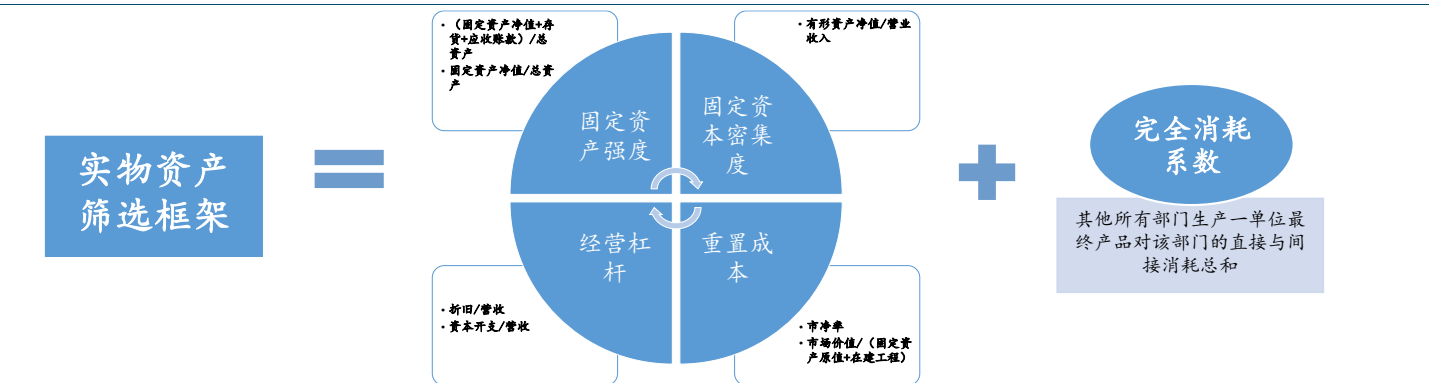 实物资产
筛选框架
· （固定资产净值+存
货+应收账款）/总
资产
· 固定资产净值/总资
产
· 有形资产净值/营业
收入
固定资
产强度
固定资
本密集
度
经营杠
杆
重置成
本
· 折旧/营收
· 资本开支/营收
· 市净率
· 市场价值/（固定资
产原值+在建工程）
完全消耗
系数
其他所有部门生产一单位最
终产品对该部门的直接与间
接消耗总和